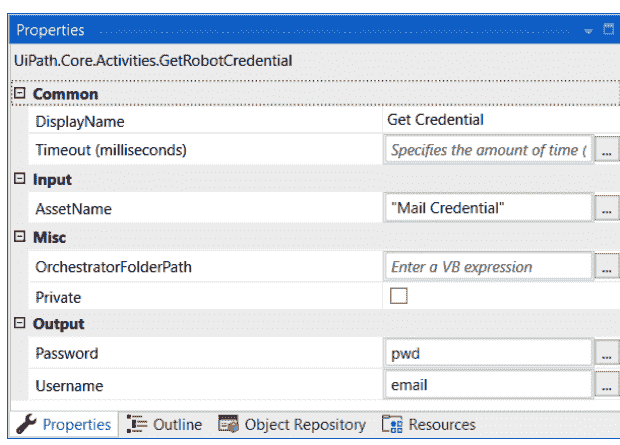 Properties
UiPath.Core.Activities.GetRobotCredential
Common
DisplayName Get Credential
Timeout (milliseconds) Specifies the amount of time ( ...
Input
AssetName "Mail Credential" ...
Misc
OrchestratorFolderPath Enter a VB expression ...
Private
Output
Password pwd ...
Username email ...
Properties Outline Object Repository Resources